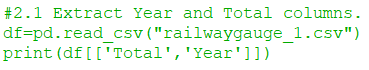 #2.1 Extract Year and Total columns.
df=pd.read_csv("railwaygauge_1.csv")
print(df[['Total','Year']])